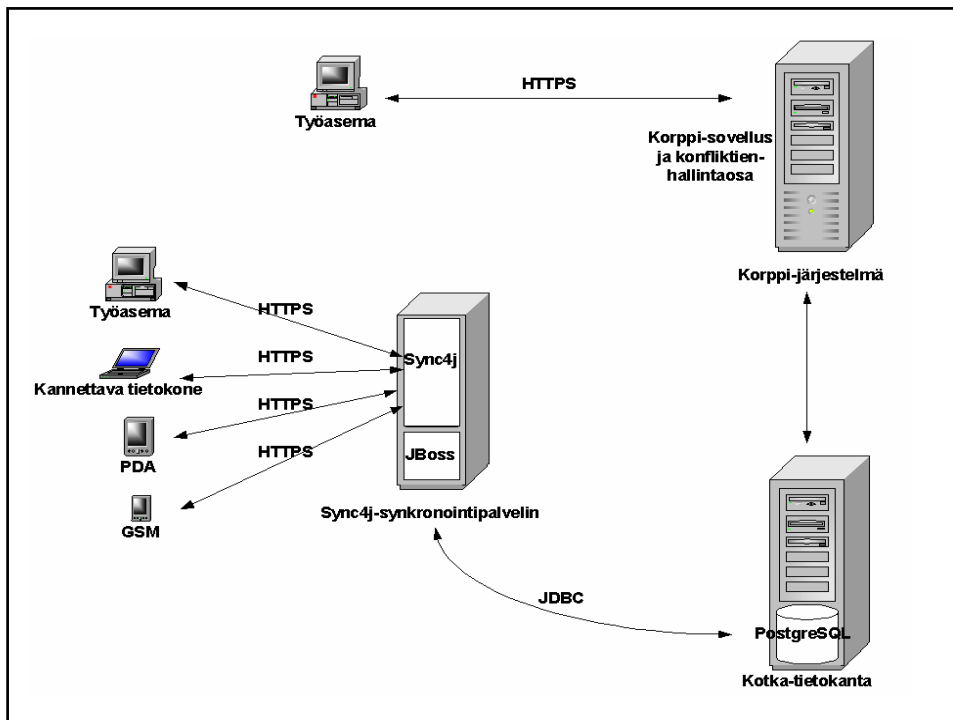 HTTPS
Työasema
Korppi-sovellus
ja konfliktien-
hallintaosa
Korppi-järjestelmä
Työasema
HTTPS
Sync4j
HTTPS
Kannettava tietokone
HTTPS
PDA
HTTPS
JBoss
GSM
Sync4j-synkronointipalvelin
JDBC
PostgreSQL
Kotka-tietokanta